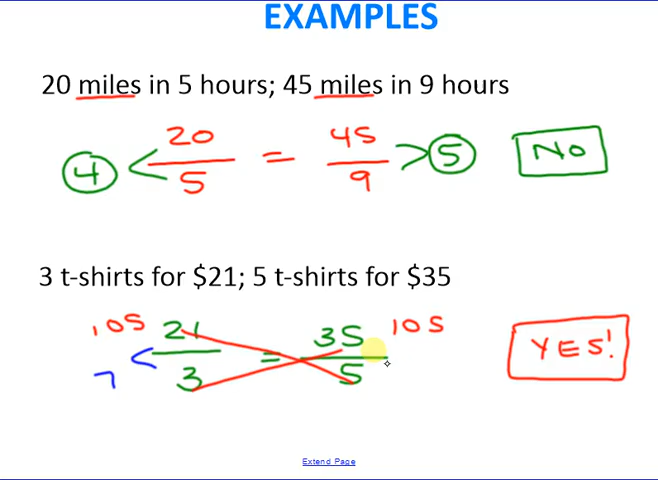 EXAMPLES
20 miles in 5 hours; 45 miles in 9 hours
4 < 20/5 = 45/9 > 5 NO
3 t-shirts for $21; 5 t-shirts for $35
105 21/3 = 35/5 105 YES!
< 7
Extend Page